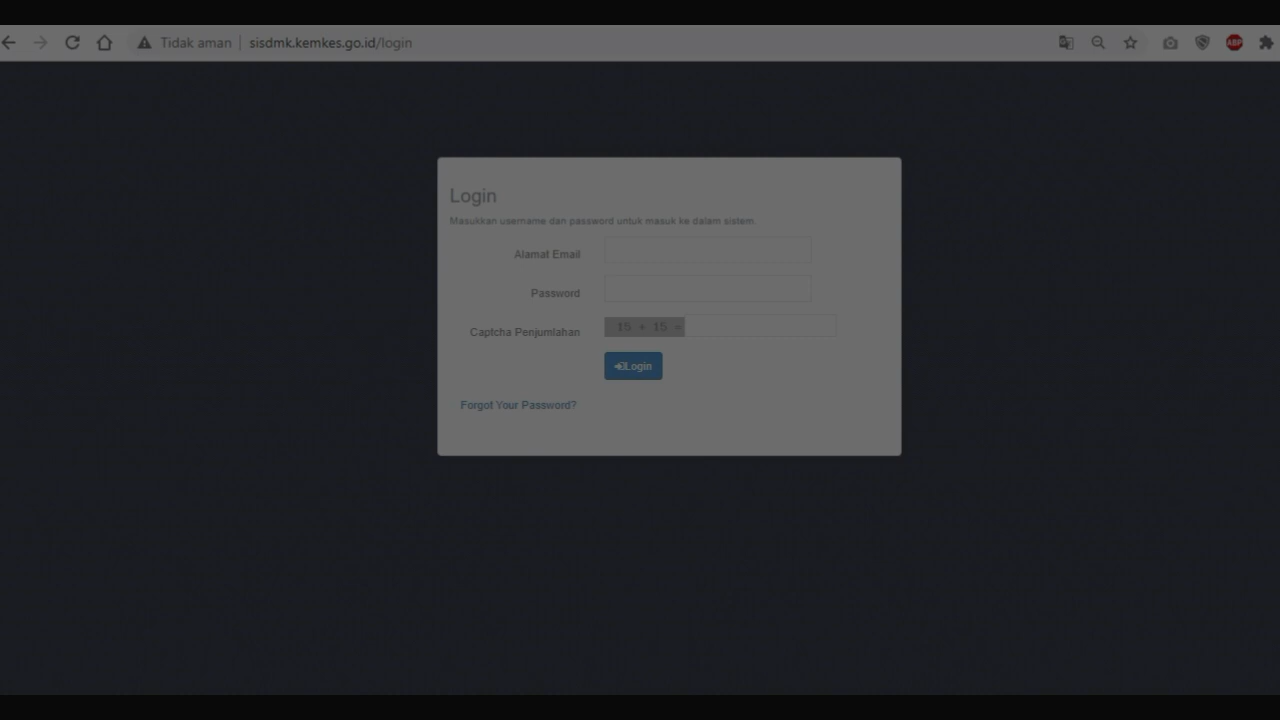 Tidak aman | sisdmk.kemkes.go.id/login
ABP
Login
Masukkan username dan password untuk masuk ke dalam sistem.
Alamat Email
Password
Captcha Penjumlahan 15 + 15 =
Login
Forgot Your Password?